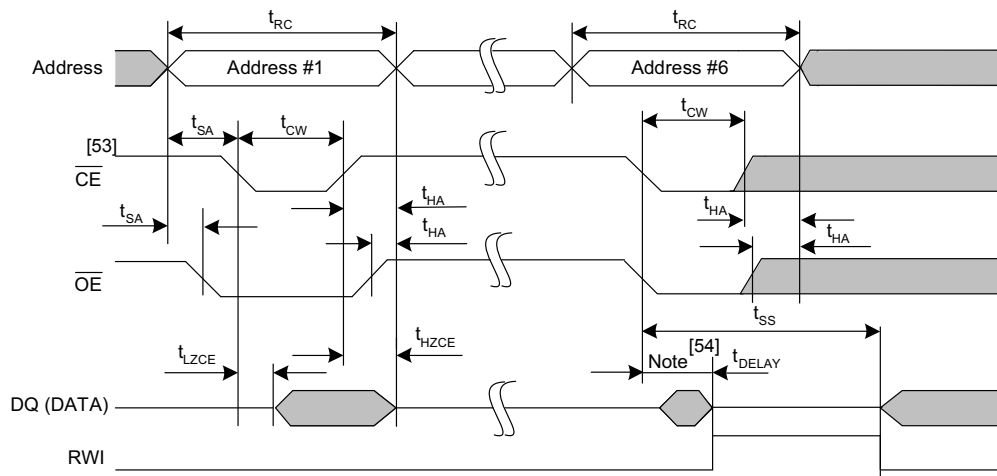 tRC
tRC
Address
Address #1
Address #6
tSA
tCW
tCW
[53]
CE
tHA
tSA
tHA
tHA
tHA
OE
tSS
tHZCE
[54]
tLZCE
Note
tDELAY
DQ (DATA)
RWI